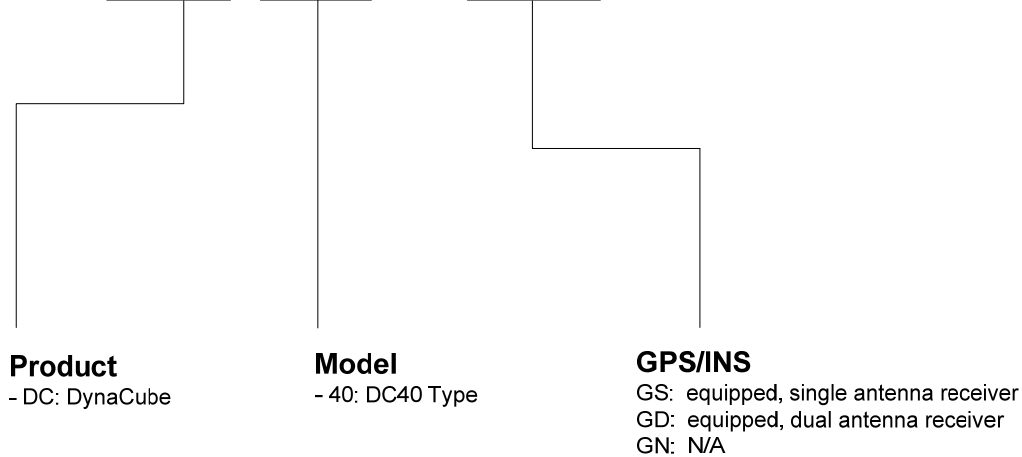 Product
- DC: DynaCube
Model
- 40: DC40 Type
GPS/INS
GS: equipped, single antenna receiver
GD: equipped, dual antenna receiver
GN: N/A